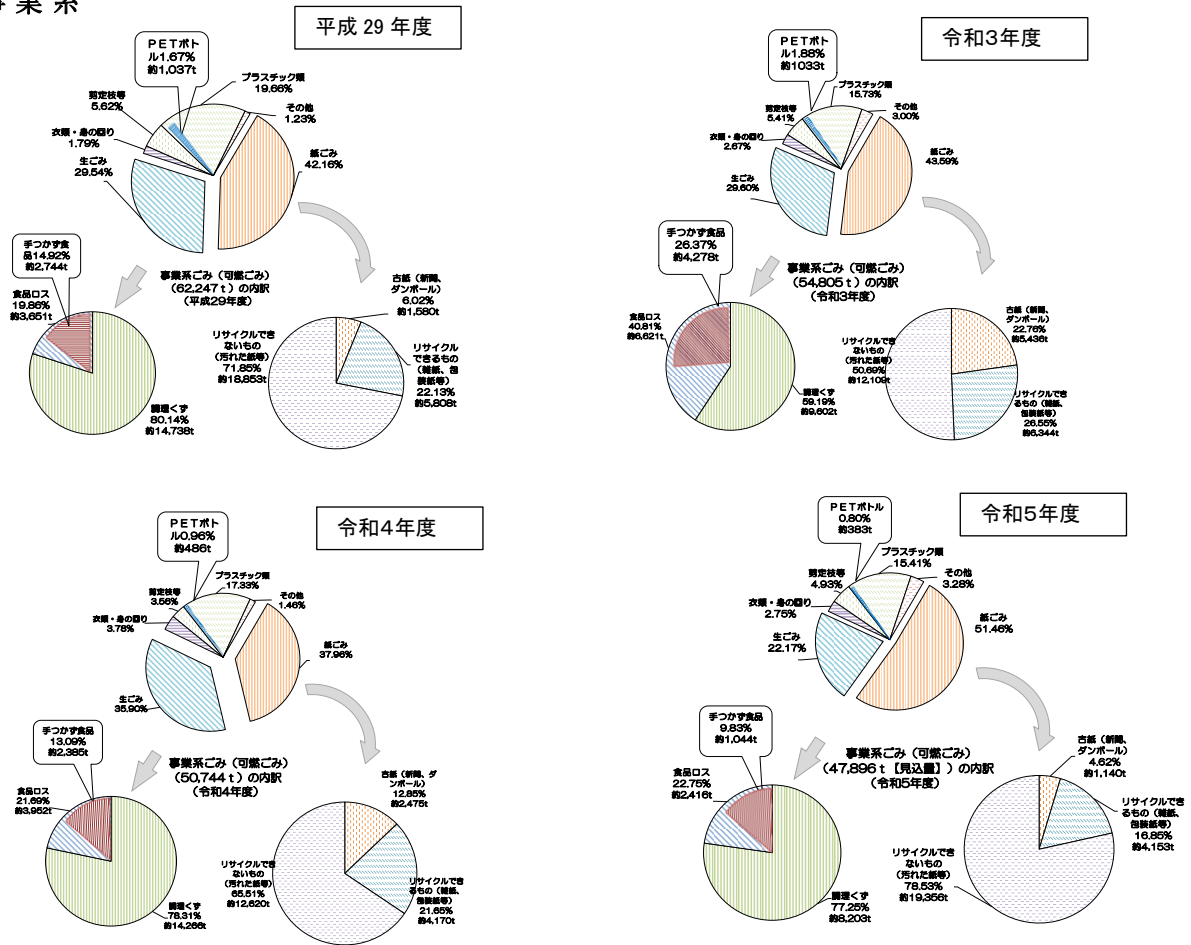 事業系
平成 29 年度
PETボト
ル1.67%
約1,037t
プラスチック類
19.66%
その他
1.23%
剪定枝等
5.62%
衣類・身の回り
1.79%
生ごみ
29.54%
紙ごみ
42.16%
手つかず食
品14.92%
約2,744t
食品ロス
19.86%
約3,651t
調理くず
80.14%
約14,738t
事業系ごみ（可燃ごみ）
（62,247ｔ）の内訳
（平成29年度）
古紙（新聞、
ダンボール）
6.02%
約1,580t
リサイクルでき
ないもの
（汚れた紙等）
71.85%
約18,853t
リサイクル
できるもの
（雑紙、包
装紙等）
22.13%
約5,808t
令和3年度
PETボト
ル1.88%
約1033t
プラスチック類
15.73%
その他
3.00%
剪定枝等
5.41%
衣類・身の回り
2.67%
生ごみ
29.60%
紙ごみ
43.59%
手つかず食品
26.37%
約4,278t
食品ロス
40.81%
約6,621t
調理くず
59.19%
約9,602t
事業系ごみ（可燃ごみ）
（54,805ｔ）の内訳
（令和3年度）
古紙（新聞、
ダンボール）
22.76%
約5,436t
リサイクルでき
ないもの
（汚れた紙等）
50.69%
約12,109t
リサイクルでき
るもの（雑紙、
包装紙等）
26.55%
約6,344t
令和4年度
PETボト
ル0.96%
約486t
プラスチック類
17.33%
その他
1.46%
剪定枝等
3.56%
衣類・身の回り
3.78%
生ごみ
35.90%
紙ごみ
37.96%
手つかず食品
13.09%
約2,385t
食品ロス
21.69%
約3,952t
調理くず
78.31%
約14,266t
事業系ごみ（可燃ごみ）
（50,744ｔ）の内訳
（令和4年度）
古紙（新聞、ダ
ンボール）
12.85%
約2,475t
リサイクルでき
ないもの
（汚れた紙等）
65.51%
約12,620t
リサイクルでき
るもの（雑紙、
包装紙等）
21.65%
約4,170t
令和5年度
PETボトル
0.80%
約383t
プラスチック類
15.41%
その他
3.28%
剪定枝等
4.93%
衣類・身の回り
2.75%
生ごみ
22.17%
紙ごみ
51.46%
手つかず食品
9.83%
約1,044t
食品ロス
22.75%
約2,416t
調理くず
77.25%
約8,203t
事業系ごみ（可燃ごみ）
（47,896ｔ【見込量】）の内訳
（令和5年度）
古紙（新聞、
ダンボール）
4.62%
約1,140t
リサイクルでき
ないもの
（汚れた紙等）
78.53%
約19,356t
リサイクルでき
るもの（雑紙、
包装紙等）
16.85%
約4,153t